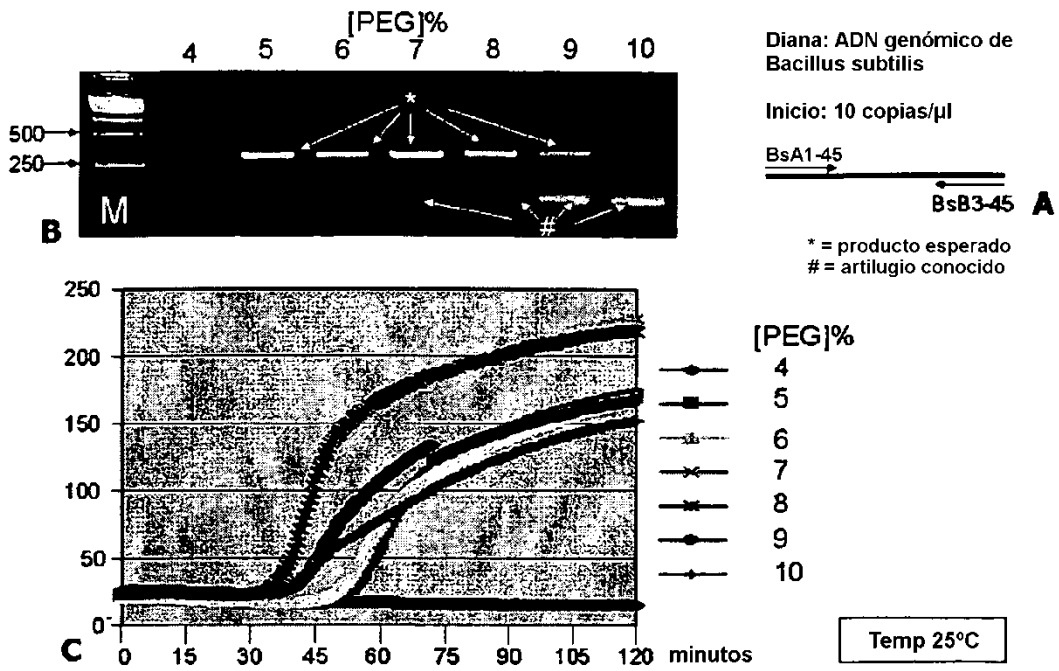 [PEG]%
4 5 6 7 8 9 10
*
500
250
M
#
B
Diana: ADN genómico de
Bacillus subtilis
Inicio: 10 copias/µl
BsA1-45
BsB3-45
A
* = producto esperado
# = artilugio conocido
250
200
150
100
50
0
0 15 30 45 60 75 90 105 120 minutos
C
[PEG]%
4
5
6
7
8
9
10
Temp 25ºC